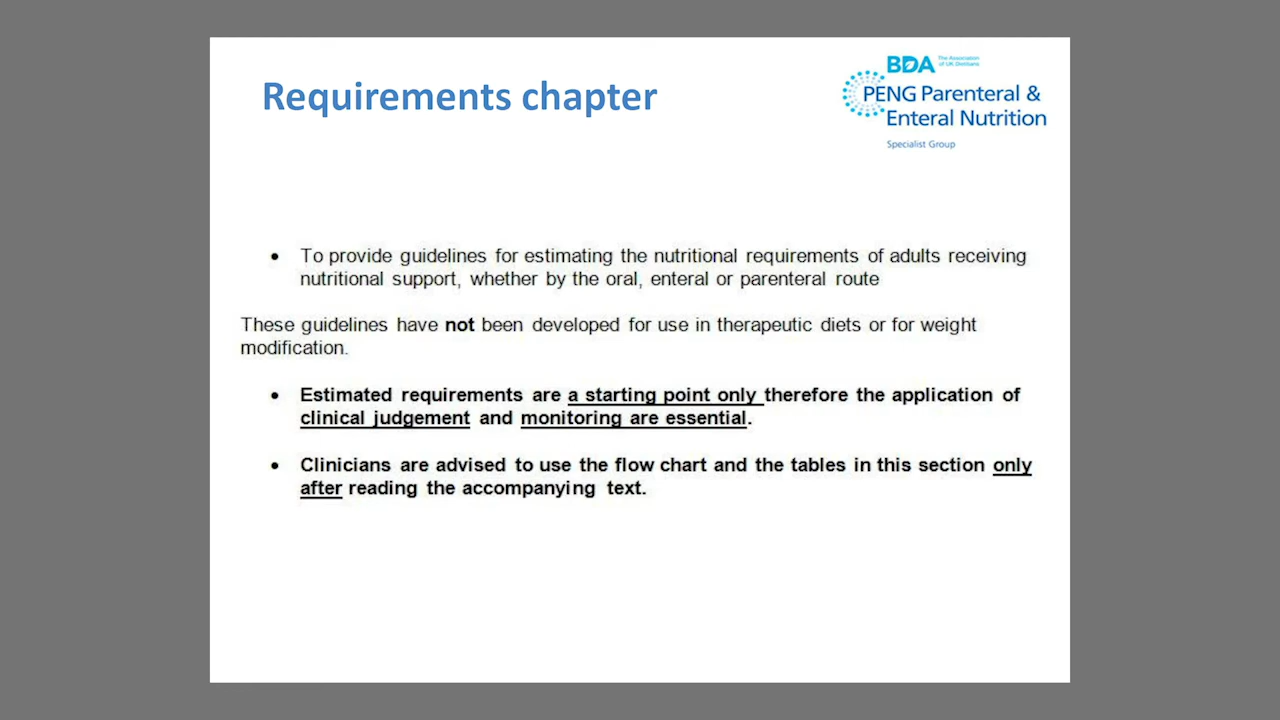 Requirements chapter
BDA The Association
of UK Dietitians
PENG Parenteral &
Enteral Nutrition
Specialist Group
• To provide guidelines for estimating the nutritional requirements of adults receiving
nutritional support, whether by the oral, enteral or parenteral route
These guidelines have not been developed for use in therapeutic diets or for weight
modification.
• Estimated requirements are a starting point only therefore the application of
clinical judgement and monitoring are essential.
• Clinicians are advised to use the flow chart and the tables in this section only
after reading the accompanying text.